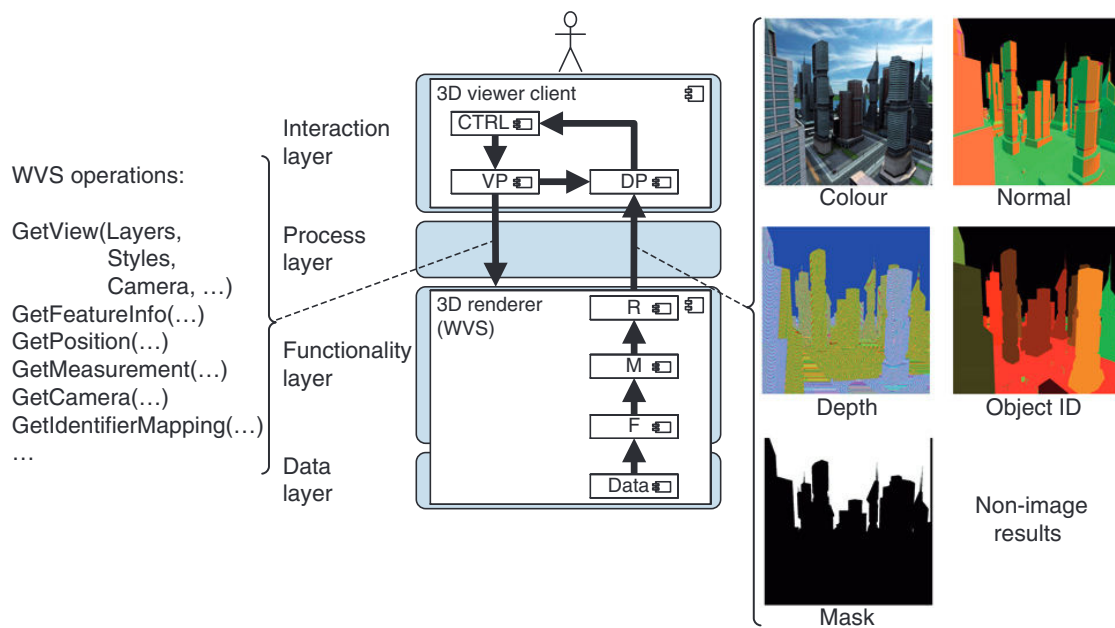 WVS operations:
GetView(Layers,
Styles,
Camera, …)
GetFeatureInfo(…)
GetPosition(…)
GetMeasurement(…)
GetCamera(…)
GetIdentifierMapping(…)
…
Interaction
layer
Process
layer
Functionality
layer
Data
layer
3D viewer client
CTRL
VP
DP
3D renderer
(WVS)
R
M
F
Data
Colour
Normal
Depth
Object ID
Mask
Non-image
results